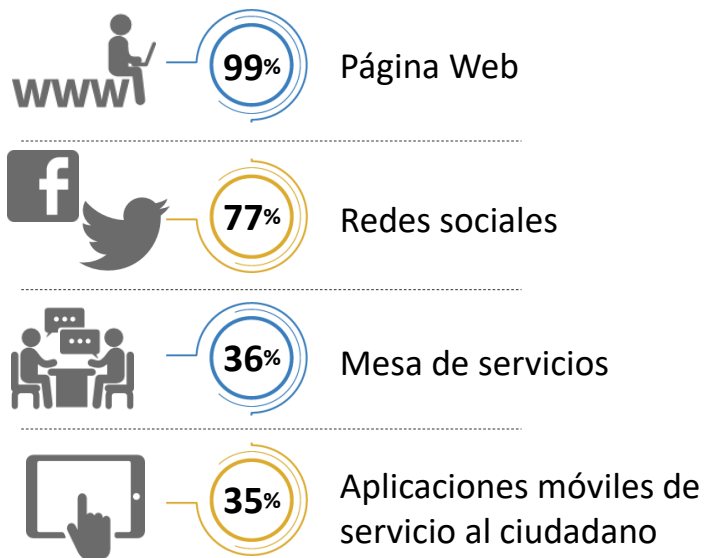 WWW
99% Página Web
f
77% Redes sociales
36% Mesa de servicios
35% Aplicaciones móviles de
servicio al ciudadano